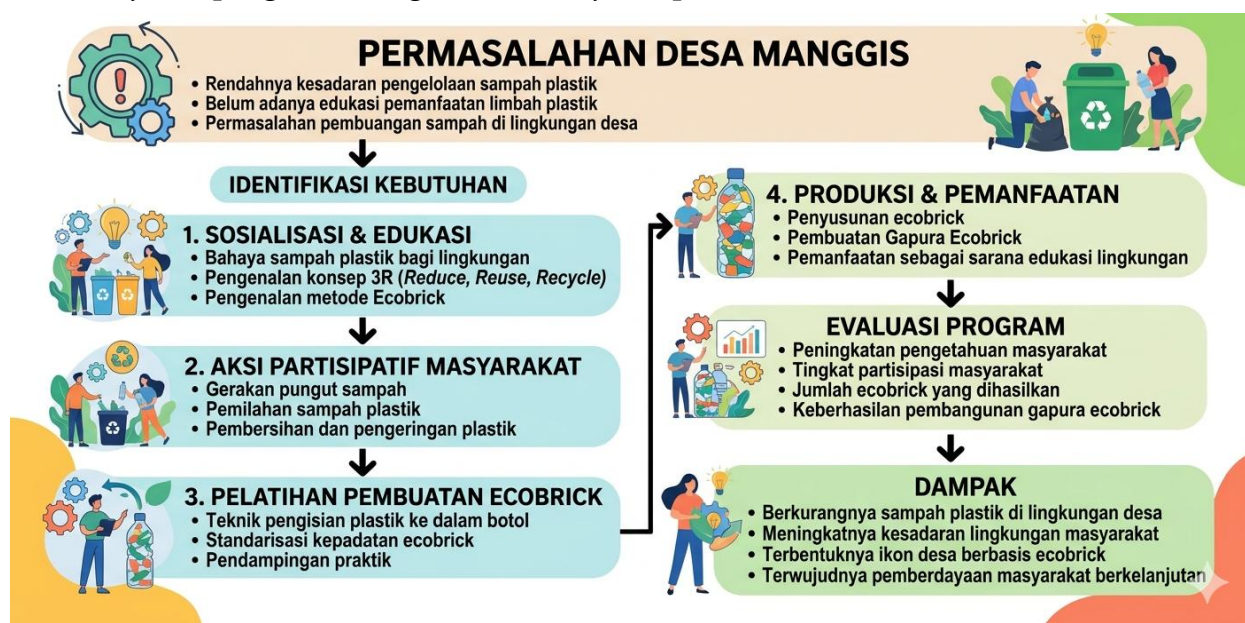 PERMASALAHAN DESA MANGGIS
• Rendahnya kesadaran pengelolaan sampah plastik
• Belum adanya edukasi pemanfaatan limbah plastik
• Permasalahan pembuangan sampah di lingkungan desa
IDENTIFIKASI KEBUTUHAN
1. SOSIALISASI & EDUKASI
• Bahaya sampah plastik bagi lingkungan
• Pengenalan konsep 3R (Reduce, Reuse, Recycle)
• Pengenalan metode Ecobrick
2. AKSI PARTISIPATIF MASYARAKAT
• Gerakan pungut sampah
• Pemilahan sampah plastik
• Pembersihan dan pengeringan plastik
3. PELATIHAN PEMBUATAN ECOBRICK
• Teknik pengisian plastik ke dalam botol
• Standarisasi kepadatan ecobrick
• Pendampingan praktik
4. PRODUKSI & PEMANFAATAN
• Penyusunan ecobrick
• Pembuatan Gapura Ecobrick
• Pemanfaatan sebagai sarana edukasi lingkungan
EVALUASI PROGRAM
• Peningkatan pengetahuan masyarakat
• Tingkat partisipasi masyarakat
• Jumlah ecobrick yang dihasilkan
• Keberhasilan pembangunan gapura ecobrick
DAMPAK
• Berkurangnya sampah plastik di lingkungan desa
• Meningkatnya kesadaran lingkungan masyarakat
• Terbentuknya ikon desa berbasis ecobrick
• Terwujudnya pemberdayaan masyarakat berkelanjutan